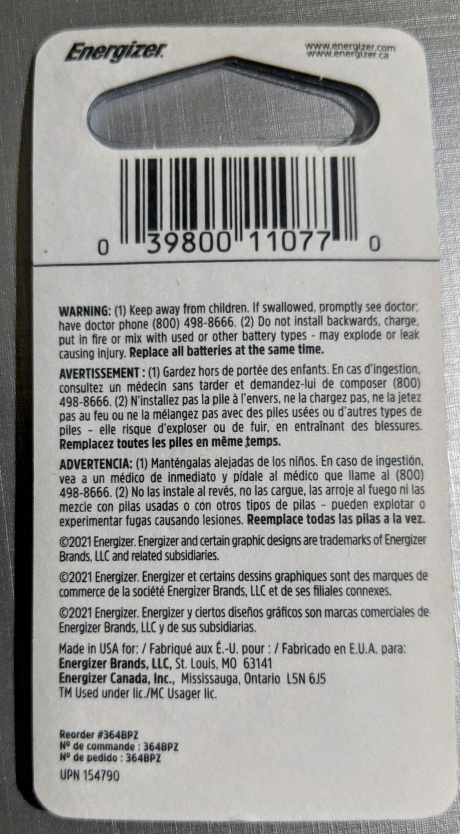 Energizer.
www.energizer.com
www.energizer.ca
0 39800 11077 0
WARNING: (1) Keep away from children. If swallowed, promptly see doctor;
have doctor phone (800) 498-8666. (2) Do not install backwards, charge,
put in fire or mix with used or other battery types - may explode or leak
causing injury. Replace all batteries at the same time.
AVERTISSEMENT : (1) Gardez hors de portée des enfants. En cas d'ingestion,
consultez un médecin sans tarder et demandez-lui de composer (800)
498-8666. (2) N'installez pas la pile à l'envers, ne la chargez pas, ne la jetez
pas au feu ou ne la mélangez pas avec des piles usées ou d'autres types de
piles - elle risque d'exploser ou de fuir, en entraînant des blessures.
Remplacez toutes les piles en même temps.
ADVERTENCIA: (1) Manténgalas alejadas de los niños. En caso de ingestión,
vea a un médico de inmediato y pídale al médico que llame al (800)
498-8666. (2) No las instale al revés, no las cargue, las arroje al fuego ni las
mezcle con pilas usadas o con otros tipos de pilas - pueden explotar o
experimentar fugas causando lesiones. Reemplace todas las pilas a la vez.
©2021 Energizer. Energizer and certain graphic designs are trademarks of Energizer
Brands, LLC and related subsidiaries.
©2021 Energizer. Energizer et certains dessins graphiques sont des marques de
commerce de la société Energizer Brands, LLC et de ses filiales connexes.
©2021 Energizer. Energizer y ciertos diseños gráficos son marcas comerciales de
Energizer Brands, LLC y de sus subsidiarias.
Made in USA for: / Fabriqué aux É.-U. pour : / Fabricado en E.U.A. para:
Energizer Brands, LLC, St. Louis, MO 63141
Energizer Canada, Inc., Mississauga, Ontario L5N 6J5
TM Used under lic./MC Usager lic.
Reorder #364BPZ
Nº de commande : 364BPZ
Nº de pedido : 364BPZ
UPN 154790